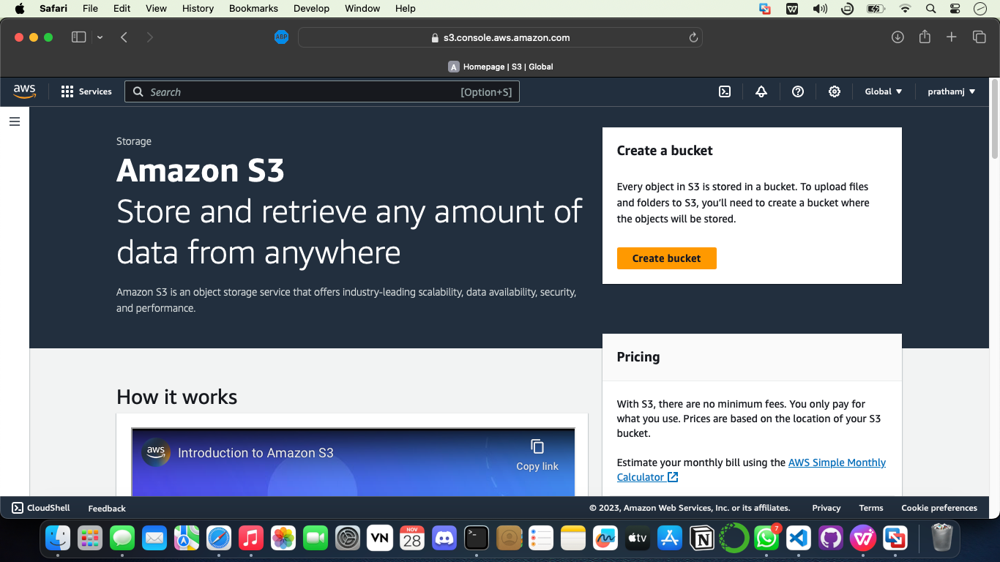 Safari File Edit View History Bookmarks Develop Window Help
ABP
s3.console.aws.amazon.com
A Homepage | S3 | Global
aws Services Search [Option+S] Global prathamj
Storage
Amazon S3
Store and retrieve any amount of
data from anywhere
Amazon S3 is an object storage service that offers industry-leading scalability, data availability, security,
and performance.
Create a bucket
Every object in S3 is stored in a bucket. To upload files
and folders to S3, you'll need to create a bucket where
the objects will be stored.
Create bucket
How it works
aws Introduction to Amazon S3
Copy link
Pricing
With S3, there are no minimum fees. You only pay for
what you use. Prices are based on the location of your S3
bucket.
Estimate your monthly bill using the AWS Simple Monthly
Calculator
CloudShell Feedback © 2023, Amazon Web Services, Inc. or its affiliates. Privacy Terms Cookie preferences
VN
NOV
28
tv
7